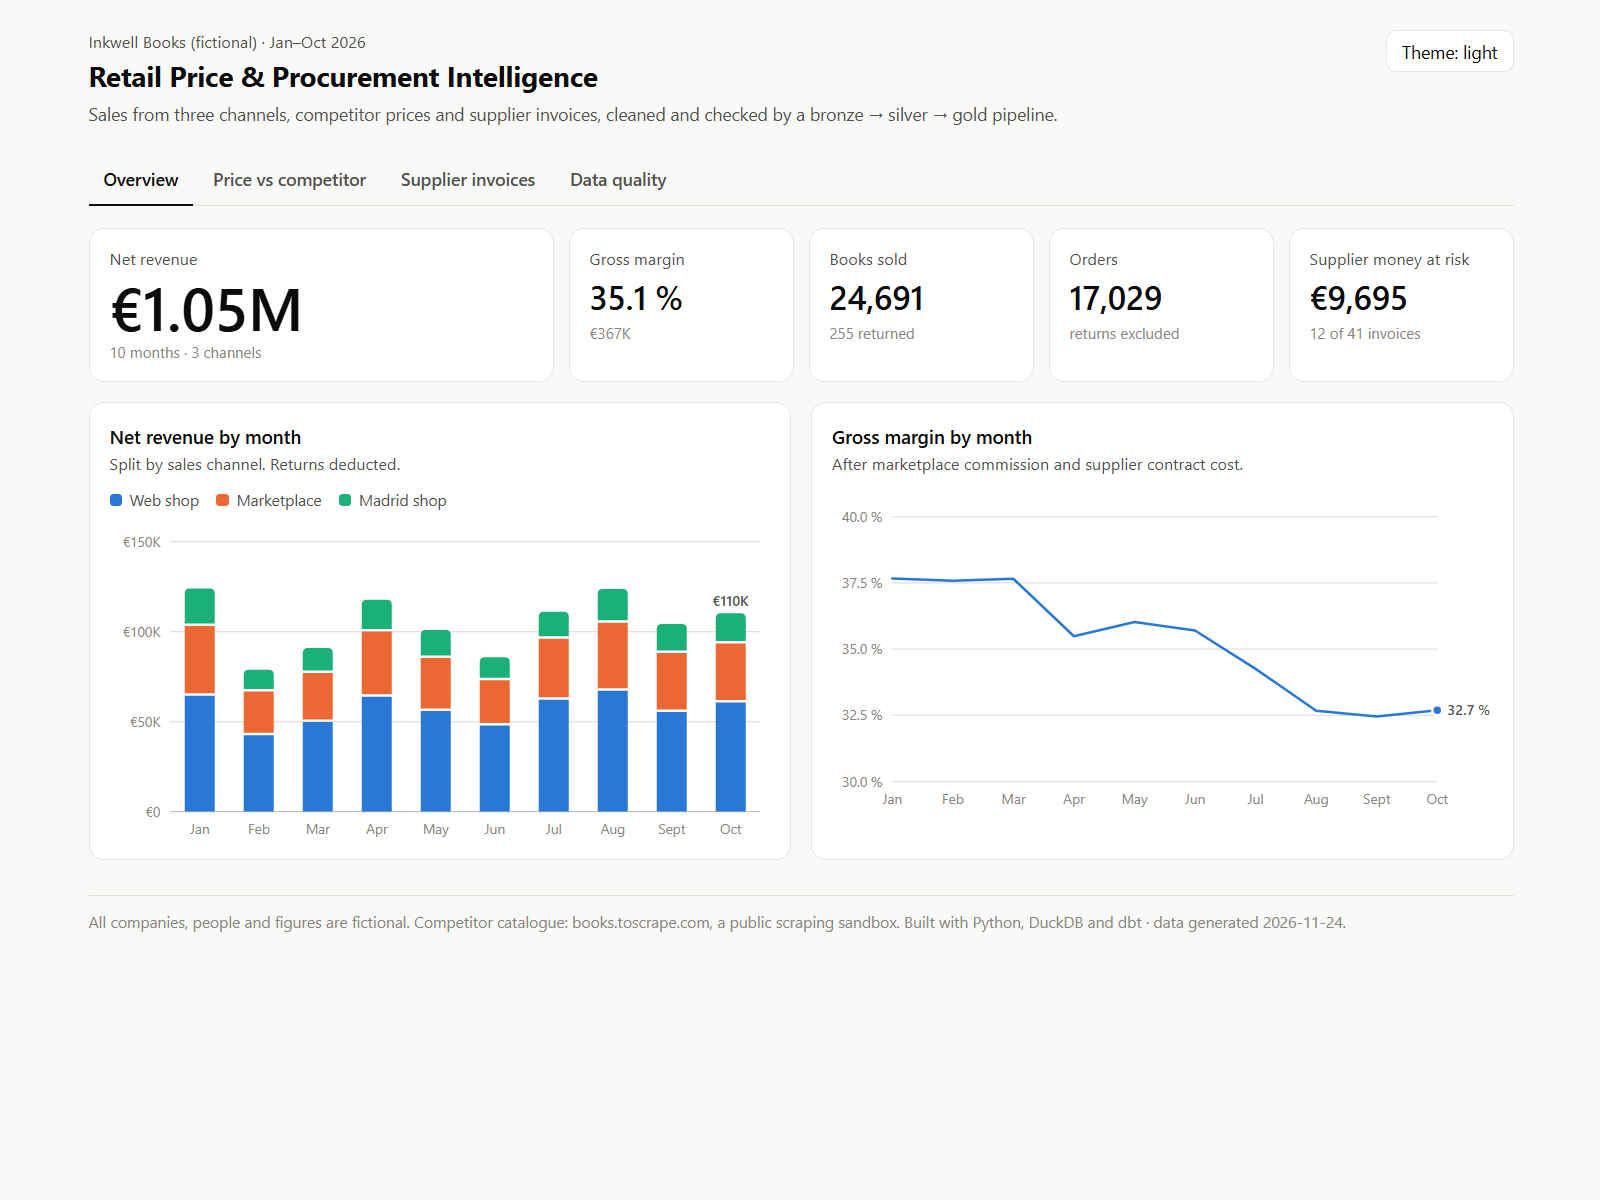 Inkwell Books (fictional) · Jan–Oct 2026
Theme: light
Retail Price & Procurement Intelligence
Sales from three channels, competitor prices and supplier invoices, cleaned and checked by a bronze → silver → gold pipeline.
Overview Price vs competitor Supplier invoices Data quality
Net revenue
€1.05M
10 months · 3 channels
Gross margin
35.1 %
€367K
Books sold
24,691
255 returned
Orders
17,029
returns excluded
Supplier money at risk
€9,695
12 of 41 invoices
Net revenue by month
Split by sales channel. Returns deducted.
Web shop Marketplace Madrid shop
€150K
€110K
€100K
€50K
€0
Jan Feb Mar Apr May Jun Jul Aug Sept Oct
Gross margin by month
After marketplace commission and supplier contract cost.
40.0 %
37.5 %
35.0 %
32.5 %
32.7 %
30.0 %
Jan Feb Mar Apr May Jun Jul Aug Sept Oct
All companies, people and figures are fictional. Competitor catalogue: books.toscrape.com, a public scraping sandbox. Built with Python, DuckDB and dbt · data generated 2026-11-24.